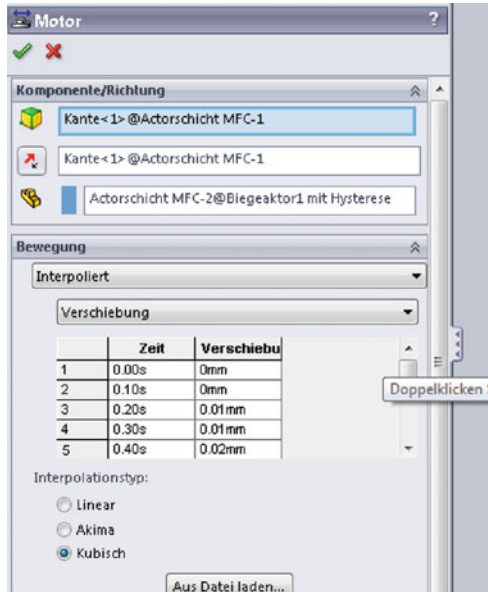 Motor ?
Komponente/Richtung
Kante<1>@Actorschicht MFC-1
Kante<1>@Actorschicht MFC-1
Actorschicht MFC-2@Biegeaktor1 mit Hysterese
Bewegung
Interpoliert
Verschiebung
Zeit Verschiebu
1 0.00s 0mm
2 0.10s 0mm
3 0.20s 0.01mm
4 0.30s 0.01mm
5 0.40s 0.02mm
Doppelklicken
Interpolationstyp:
Linear
Akima
Kubisch
Aus Datei laden...